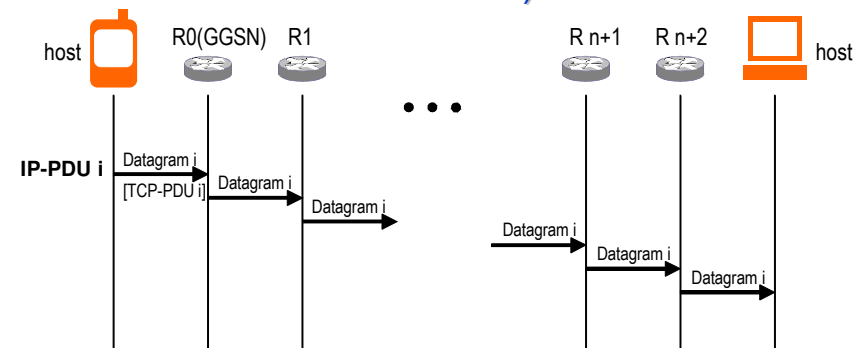 host
R0(GGSN)
R1
R n+1
R n+2
host
IP-PDU i
Datagram i
[TCP-PDU i]
Datagram i
Datagram i
Datagram i
Datagram i
Datagram i